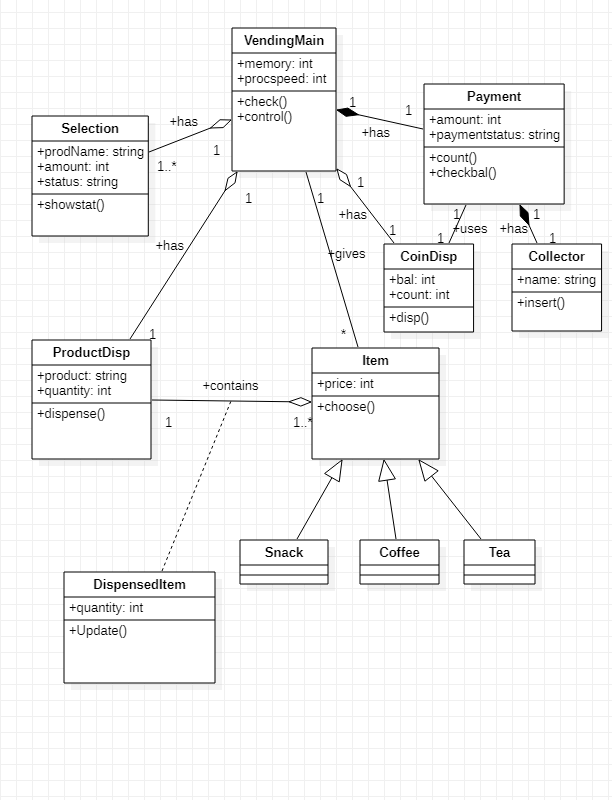 VendingMain
+memory: int
+procspeed: int
+check()
+control()
Payment
+amount: int
+paymentstatus: string
+count()
+checkbal()
Selection
+prodName: string
+amount: int
+status: string
+showstat()
+has
1
1..*
1
1
+has
1
+has
1
1
+has
1
1
+gives
*
1
+uses
1
1
+has
1
CoinDisp
+bal: int
+count: int
+disp()
Collector
+name: string
+insert()
ProductDisp
+product: string
+quantity: int
+dispense()
+contains
1
1..*
Item
+price: int
+choose()
Snack
Coffee
Tea
DispensedItem
+quantity: int
+Update()